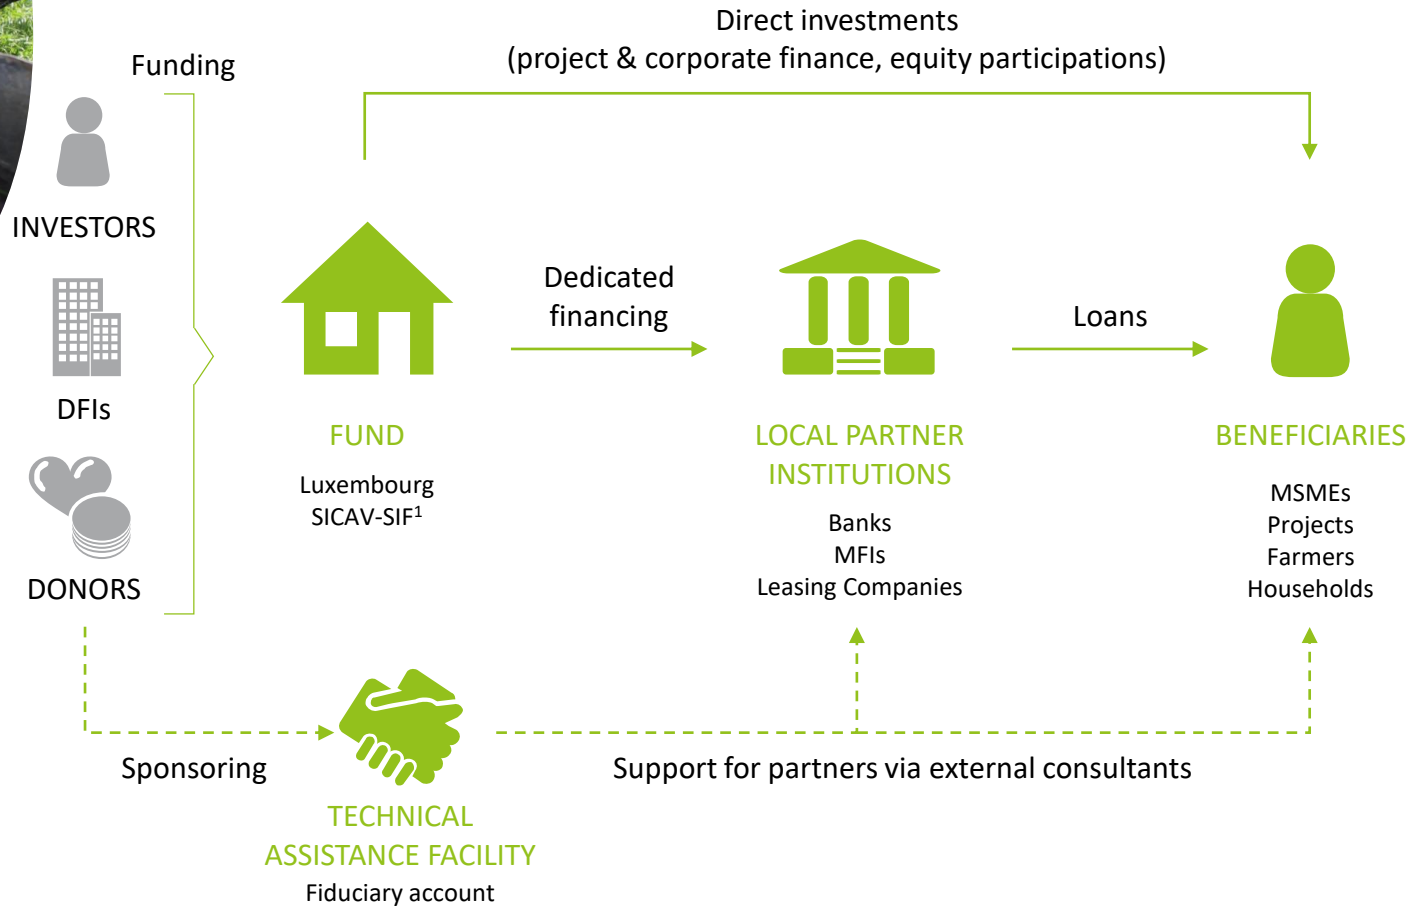 Direct investments
(project & corporate finance, equity participations)
Funding
INVESTORS
DFIs
DONORS
Dedicated
financing
Loans
FUND
Luxembourg
SICAV-SIF¹
LOCAL PARTNER
INSTITUTIONS
Banks
MFIs
Leasing Companies
BENEFICIARIES
MSMEs
Projects
Farmers
Households
Sponsoring
Support for partners via external consultants
TECHNICAL
ASSISTANCE FACILITY
Fiduciary account